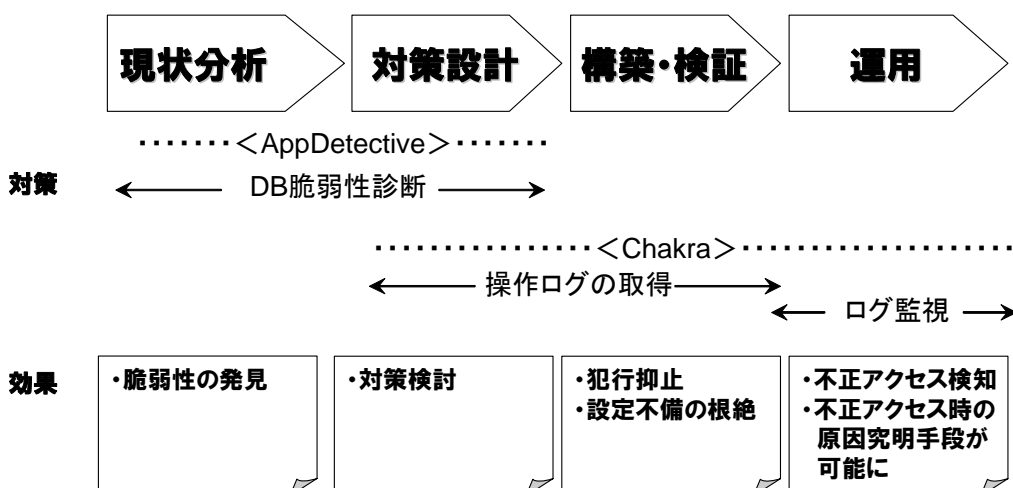 現状分析
対策設計
構築・検証
運用
・・・・・・・＜AppDetective＞・・・・・・・
対策
DB脆弱性診断
・・・・・・・・・・・・・・・・＜Chakra＞・・・・・・・・・・・・・・・・・・・・
操作ログの取得
ログ監視
効果
・脆弱性の発見
・対策検討
・犯行抑止
・設定不備の根絶
・不正アクセス検知
・不正アクセス時の
原因究明手段が
可能に